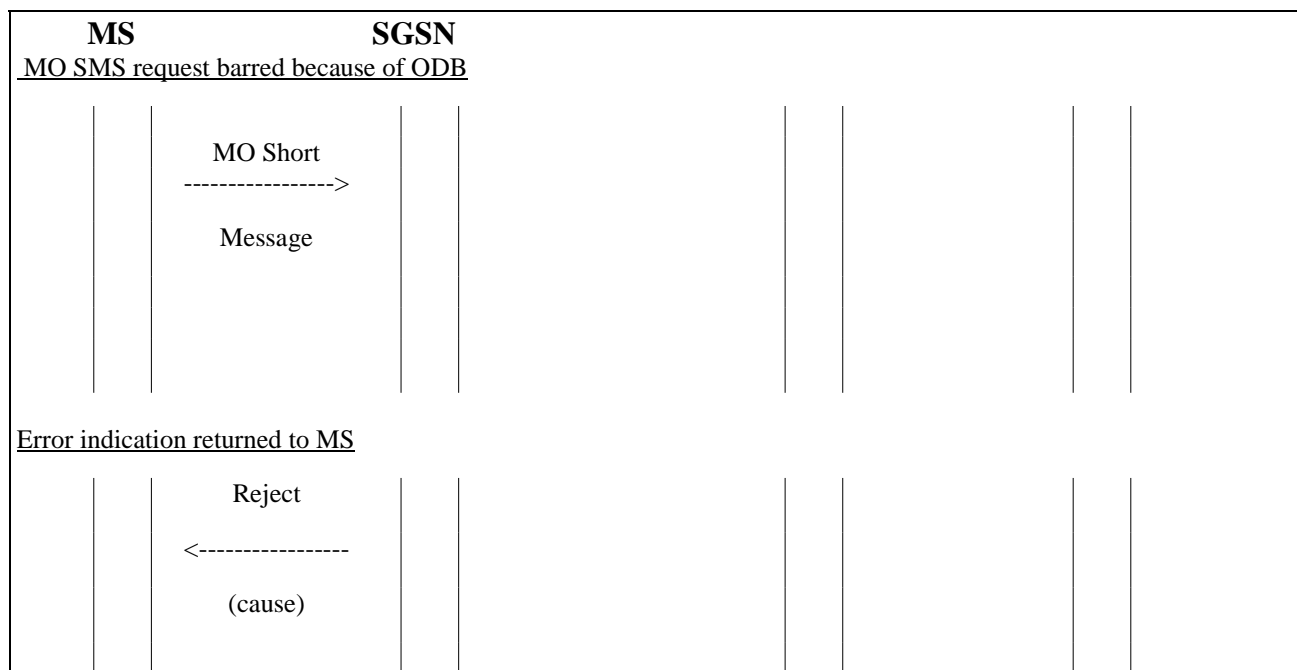 MS SGSN
MO SMS request barred because of ODB
MO Short
----------------->
Message
Error indication returned to MS
Reject
<-----------------
(cause)